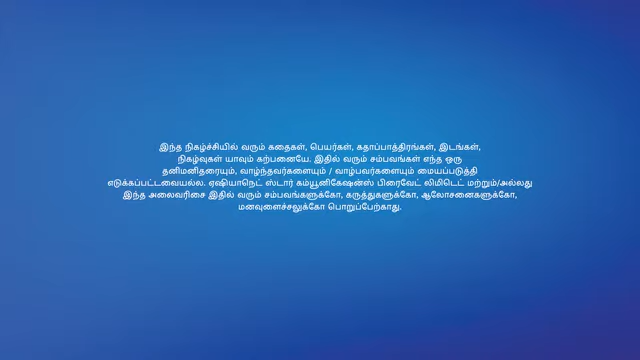 இந்த நிகழ்ச்சியில் வரும் கதைகள், பெயர்கள், கதாப்பாத்திரங்கள், இடங்கள்,
நிகழ்வுகள் யாவும் கற்பனையே. இதில் வரும் சம்பவங்கள் எந்த ஒரு
தனிமனிதரையும், வாழ்ந்தவர்களையும் / வாழ்பவர்களையும் மையப்படுத்தி
எடுக்கப்பட்டவையல்ல. ஏஷியாநெட் ஸ்டார் கம்யூனிகேஷன்ஸ் பிரைவேட் லிமிடெட் மற்றும்/அல்லது
இந்த அலைவரிசை இதில் வரும் சம்பவங்களுக்கோ, கருத்துகளுக்கோ, ஆலோசனைகளுக்கோ,
மனவுளைச்சலுக்கோ பொறுப்பேற்காது.